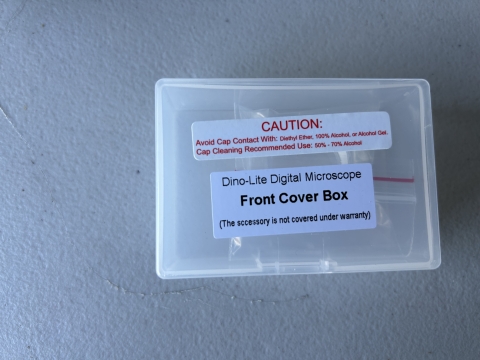 CAUTION:
Avoid Cap Contact With: Diethyl Ether, 100% Alcohol, or Alcohol Gel.
Cap Cleaning Recommended Use: 50% - 70% Alcohol
Dino-Lite Digital Microscope
Front Cover Box
(The sccessory is not covered under warranty)